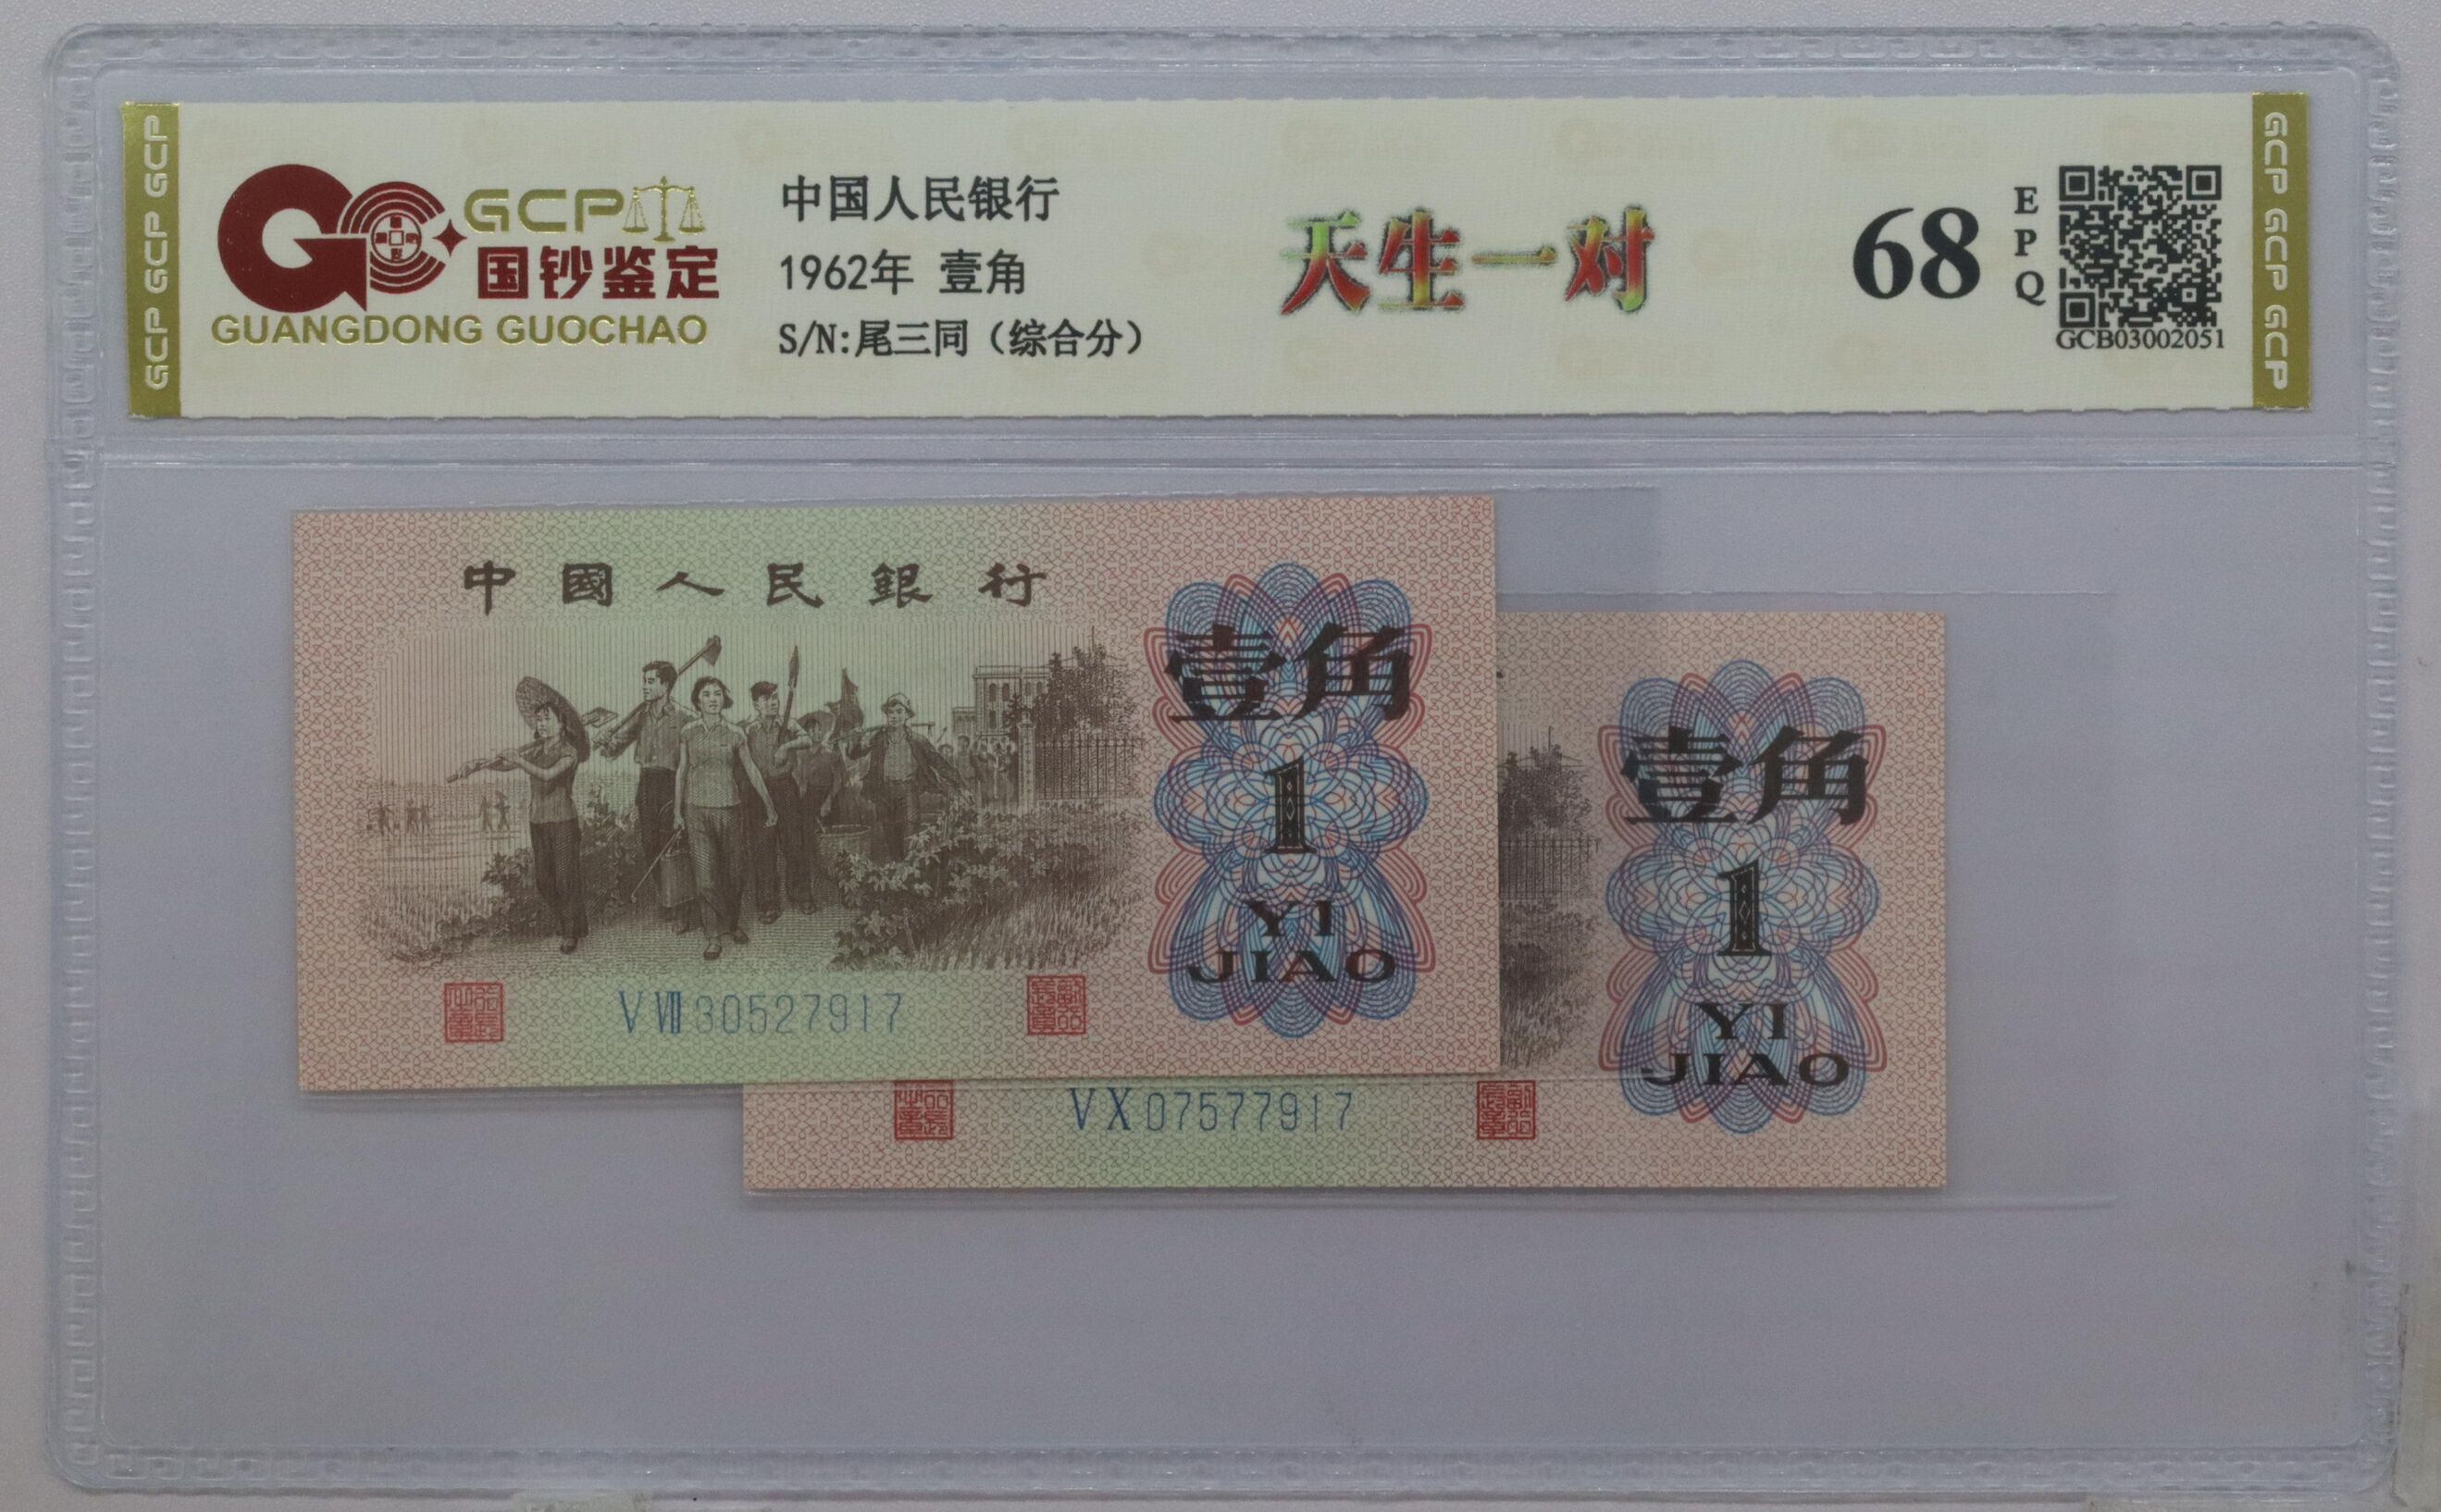 GCP GCP GCP
GCP
国钞鉴定
GUANGDONG GUOCHAO
中国人民银行
1962年 壹角
S/N:尾三同（综合分）
天生一对
68
EPQ
GCB03002051
GCP GCP GCP
中國人民銀行
壹角
1
YI
JIAO
V VIII 30527917
壹角
1
YI
JIAO
V X 07577917